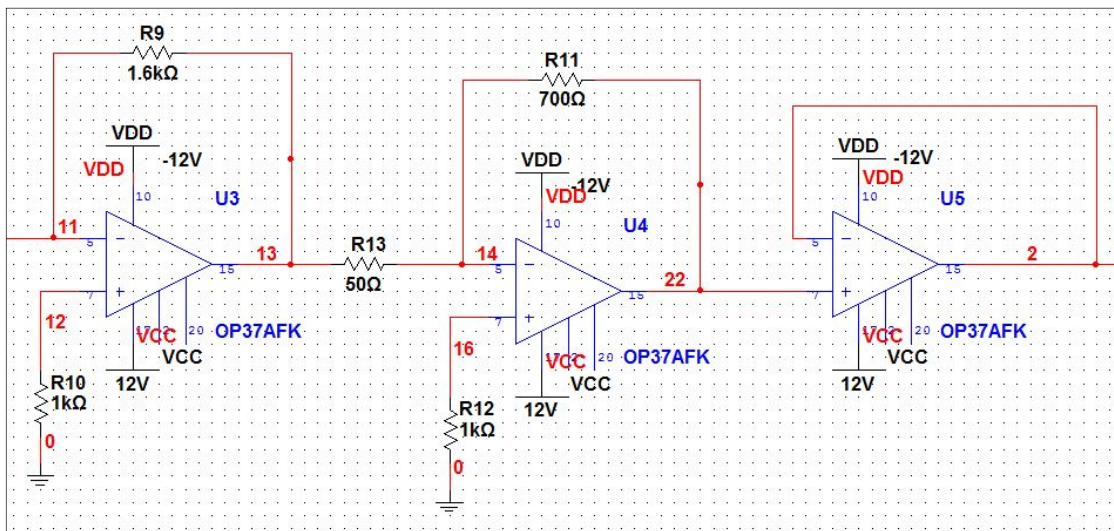 R9
1.6kΩ
R11
700Ω
VDD
-12V
VDD
10
U3
VDD
-12V
VDD
10
U4
VDD
-12V
VDD
10
U5
11
5
13
15
R13
50Ω
14
5
22
15
5
2
15
12
7
17
VCC
20
OP37AFK
VCC
12V
16
7
17
VCC
20
OP37AFK
VCC
12V
7
17
VCC
20
OP37AFK
VCC
12V
R10
1kΩ
0
R12
1kΩ
0